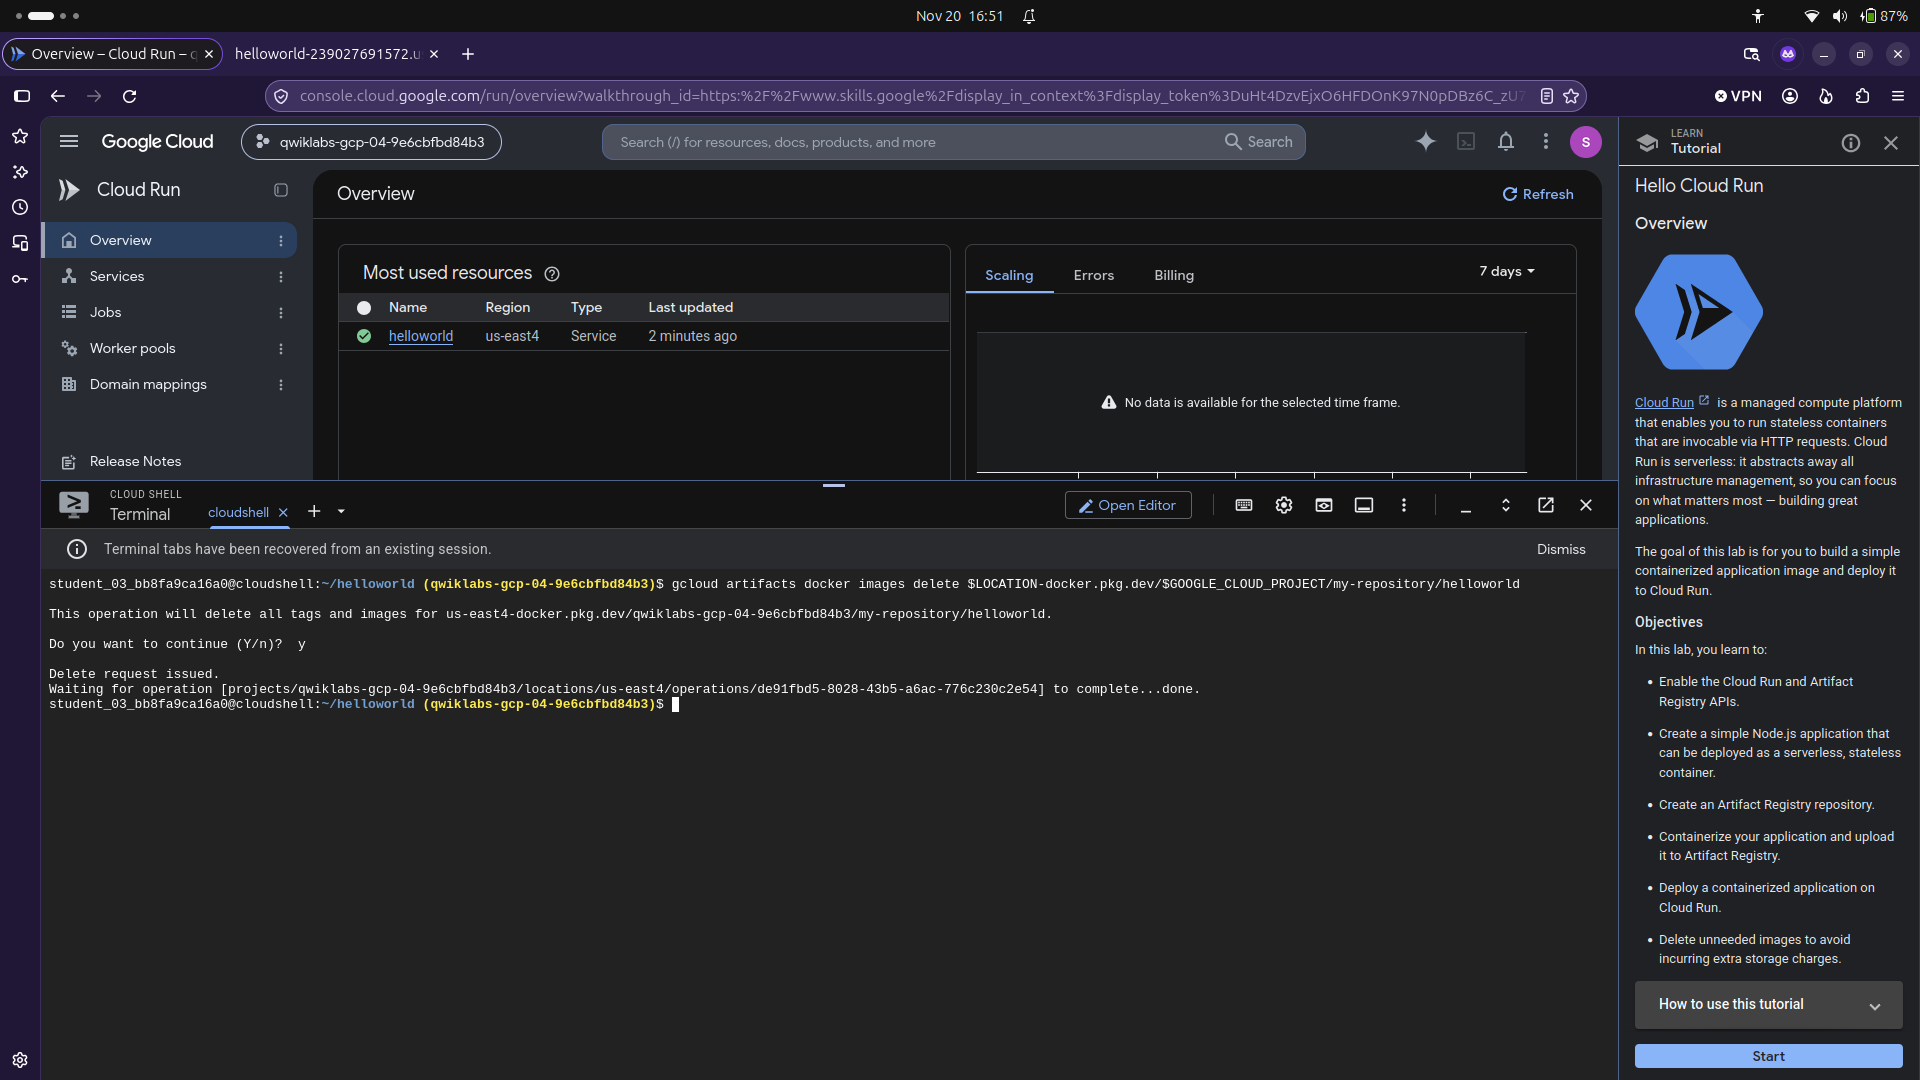 Nov 20 16:51
87%
Overview – Cloud Run – q
helloworld-239027691572.u
console.cloud.google.com/run/overview?walkthrough_id=https:%2F%2Fwww.skills.google%2Fdisplay_in_context%3Fdisplay_token%3DuHt4DzvEjxO6HFDOnK97N0pDBz6C_zU7
VPN
Google Cloud
qwiklabs-gcp-04-9e6cbfbd84b3
Search (/) for resources, docs, products, and more
Search
S
Cloud Run
Overview
Services
Jobs
Worker pools
Domain mappings
Release Notes
Overview
Refresh
Most used resources
Name Region Type Last updated
helloworld us-east4 Service 2 minutes ago
Scaling Errors Billing
7 days
No data is available for the selected time frame.
CLOUD SHELL
Terminal
cloudshell
Open Editor
Terminal tabs have been recovered from an existing session.
Dismiss
student_03_bb8fa9ca16a0@cloudshell:~/helloworld (qwiklabs-gcp-04-9e6cbfbd84b3)$ gcloud artifacts docker images delete $LOCATION-docker.pkg.dev/$GOOGLE_CLOUD_PROJECT/my-repository/helloworld
This operation will delete all tags and images for us-east4-docker.pkg.dev/qwiklabs-gcp-04-9e6cbfbd84b3/my-repository/helloworld.
Do you want to continue (Y/n)? y
Delete request issued.
Waiting for operation [projects/qwiklabs-gcp-04-9e6cbfbd84b3/locations/us-east4/operations/de91fbd5-8028-43b5-a6ac-776c230c2e54] to complete...done.
student_03_bb8fa9ca16a0@cloudshell:~/helloworld (qwiklabs-gcp-04-9e6cbfbd84b3)$
LEARN
Tutorial
Hello Cloud Run
Overview
Cloud Run is a managed compute platform
that enables you to run stateless containers
that are invocable via HTTP requests. Cloud
Run is serverless: it abstracts away all
infrastructure management, so you can focus
on what matters most — building great
applications.
The goal of this lab is for you to build a simple
containerized application image and deploy it
to Cloud Run.
Objectives
In this lab, you learn to:
• Enable the Cloud Run and Artifact
Registry APIs.
• Create a simple Node.js application that
can be deployed as a serverless, stateless
container.
• Create an Artifact Registry repository.
• Containerize your application and upload
it to Artifact Registry.
• Deploy a containerized application on
Cloud Run.
• Delete unneeded images to avoid
incurring extra storage charges.
How to use this tutorial
Start